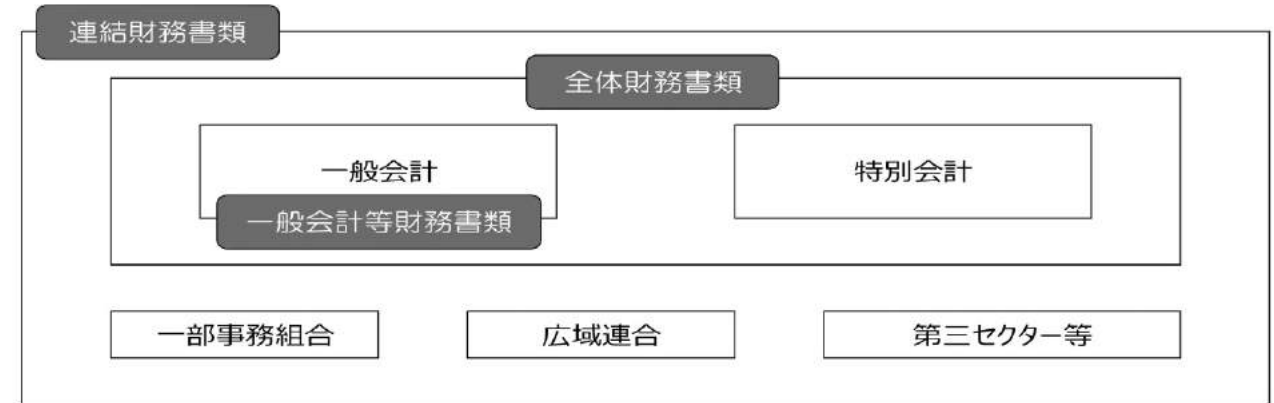 連結財務書類
全体財務書類
一般会計
特別会計
一般会計等財務書類
一部事務組合
広域連合
第三セクター等